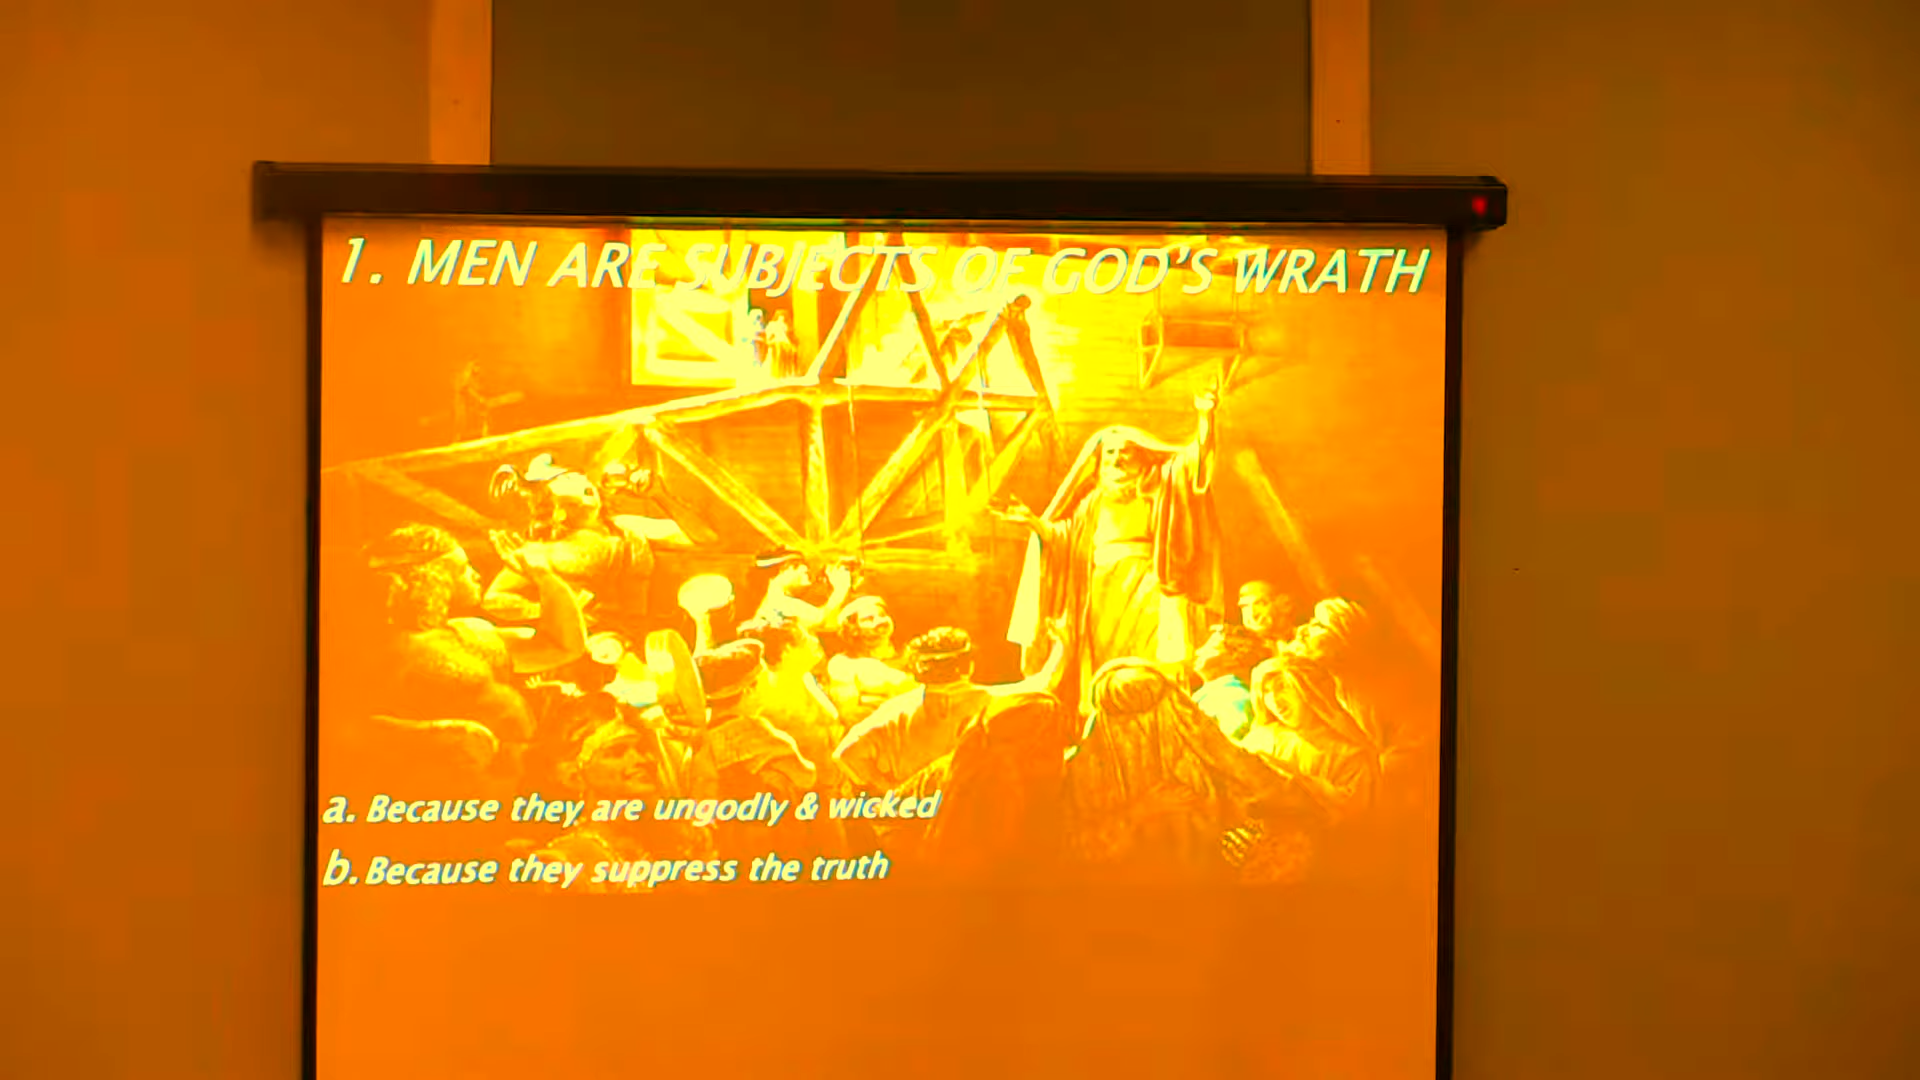 1. MEN ARE SUBJECTS OF GOD'S WRATH
a. Because they are ungodly & wicked
b. Because they suppress the truth